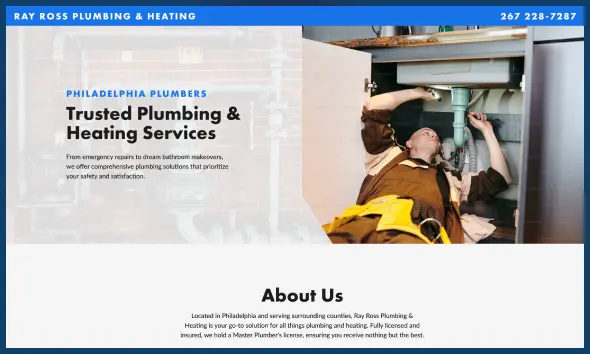 RAY ROSS PLUMBING & HEATING
267 228-7287
PHILADELPHIA PLUMBERS
Trusted Plumbing &
Heating Services
From emergency repairs to dream bathroom makeovers,
we offer comprehensive plumbing solutions that prioritize
your safety and satisfaction.
About Us
Located in Philadelphia and serving surrounding counties, Ray Ross Plumbing &
Heating is your go-to solution for all things plumbing and heating. Fully licensed and
insured, we hold a Master Plumber's license, ensuring you receive nothing but the best.